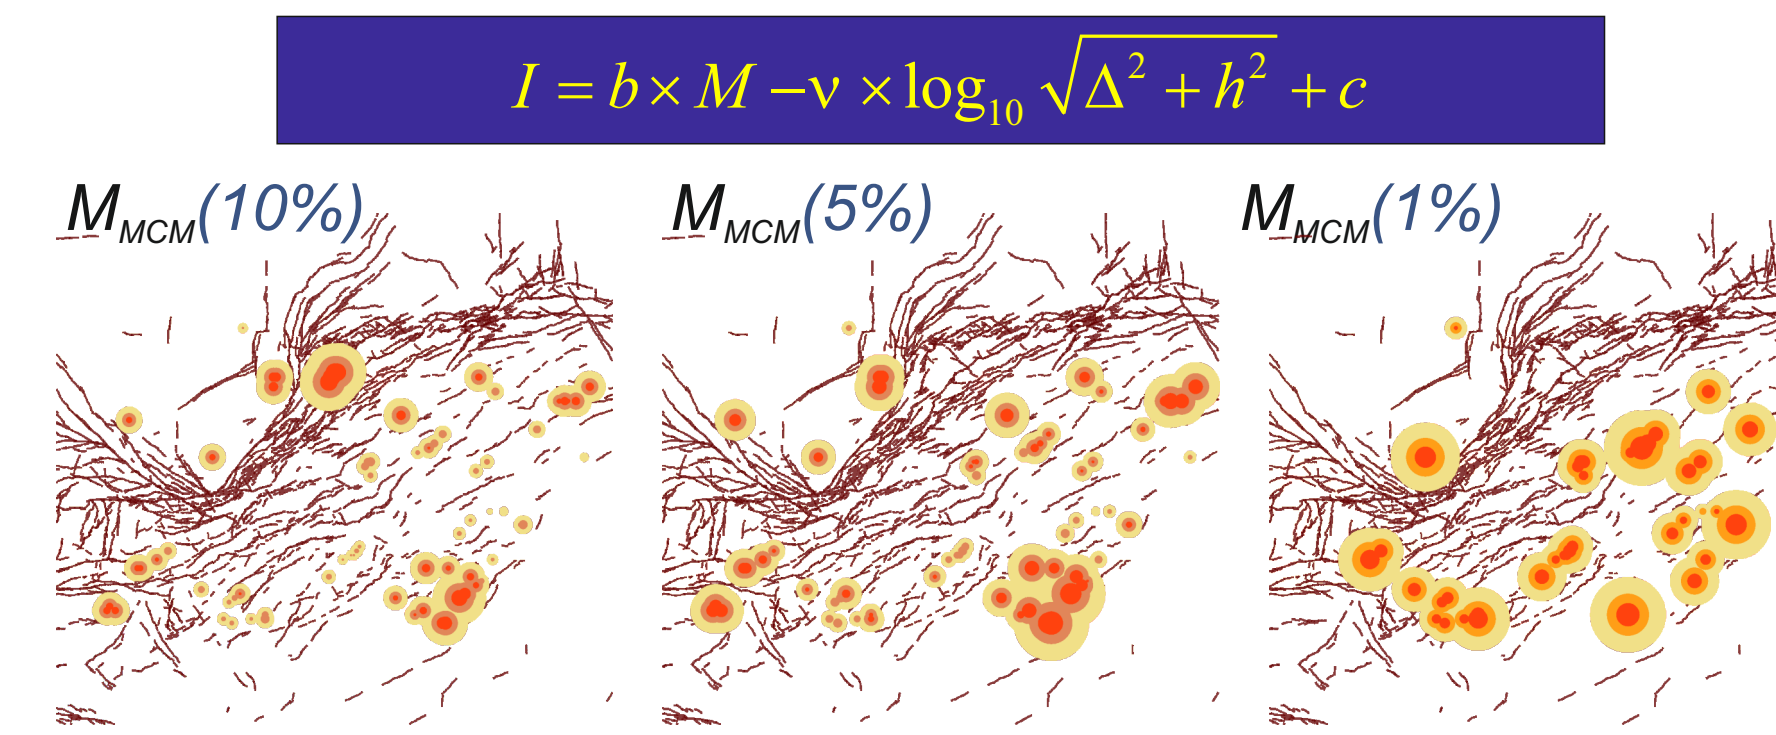 I = b × M − ν × log₁₀ √(Δ² + h²) + c
M_MCM(10%) M_MCM(5%) M_MCM(1%)